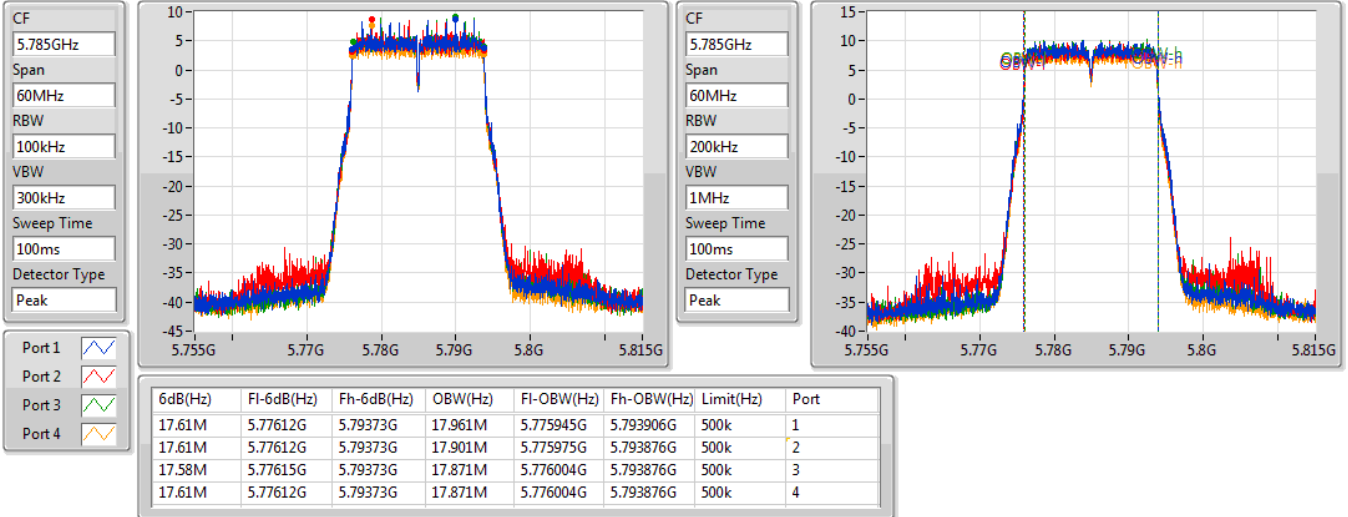 CF
5.785GHz
Span
60MHz
RBW
100kHz
VBW
300kHz
Sweep Time
100ms
Detector Type
Peak
10
5
0
-5
-10
-15
-20
-25
-30
-35
-40
-45
5.755G 5.77G 5.78G 5.79G 5.8G 5.815G
CF
5.785GHz
Span
60MHz
RBW
200kHz
VBW
1MHz
Sweep Time
100ms
Detector Type
Peak
15
10
5
0
-5
-10
-15
-20
-25
-30
-35
-40
5.755G 5.77G 5.78G 5.79G 5.8G 5.815G
Port 1
Port 2
Port 3
Port 4
6dB(Hz) Fl-6dB(Hz) Fh-6dB(Hz) OBW(Hz) Fl-OBW(Hz) Fh-OBW(Hz) Limit(Hz) Port
17.61M 5.77612G 5.79373G 17.961M 5.775945G 5.793906G 500k 1
17.61M 5.77612G 5.79373G 17.901M 5.775975G 5.793876G 500k 2
17.58M 5.77615G 5.79373G 17.871M 5.776004G 5.793876G 500k 3
17.61M 5.77612G 5.79373G 17.871M 5.776004G 5.793876G 500k 4